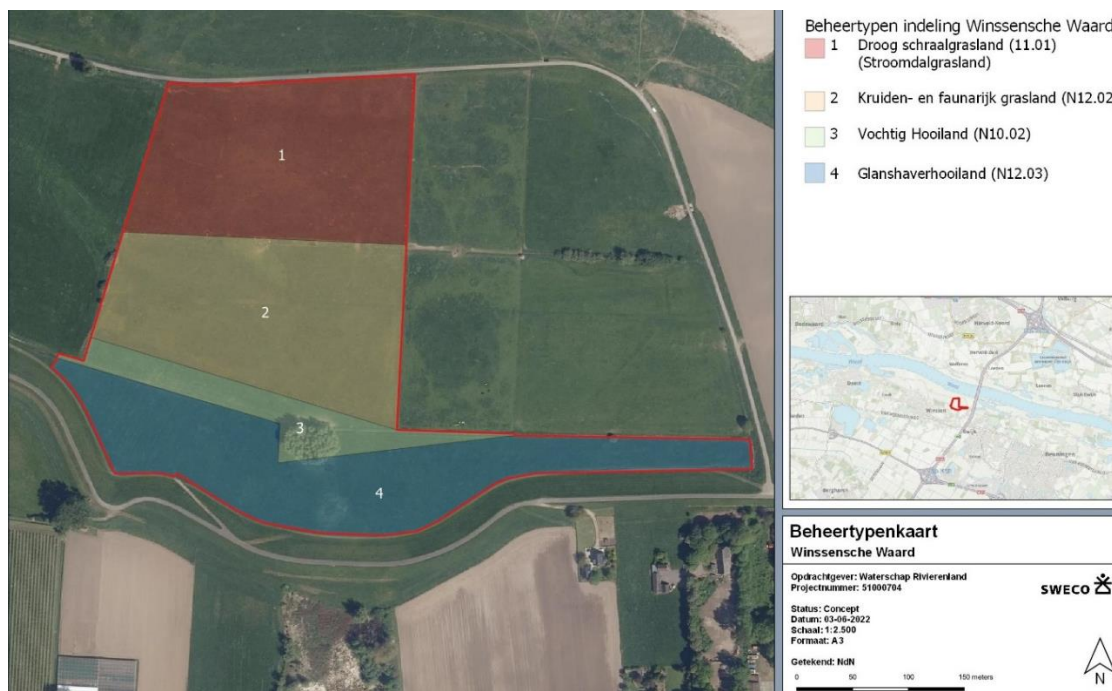 Beheertypen indeling Winssensche Waard
1 Droog schraalgrasland (11.01)
(Stroomdalgrasland)
2 Kruiden- en faunarijk grasland (N12.02
3 Vochtig Hooiland (N10.02)
4 Glanshaverhooiland (N12.03)
1
2
3
4
Beheertypenkaart
Winssensche Waard
Opdrachtgever: Waterschap Rivierenland
Projectnummer: 51000704
SWECO
Status: Concept
Datum: 03-06-2022
Schaal: 1:2.500
Formaat: A3
Getekend: NdN
0 50 100 150 meters
N